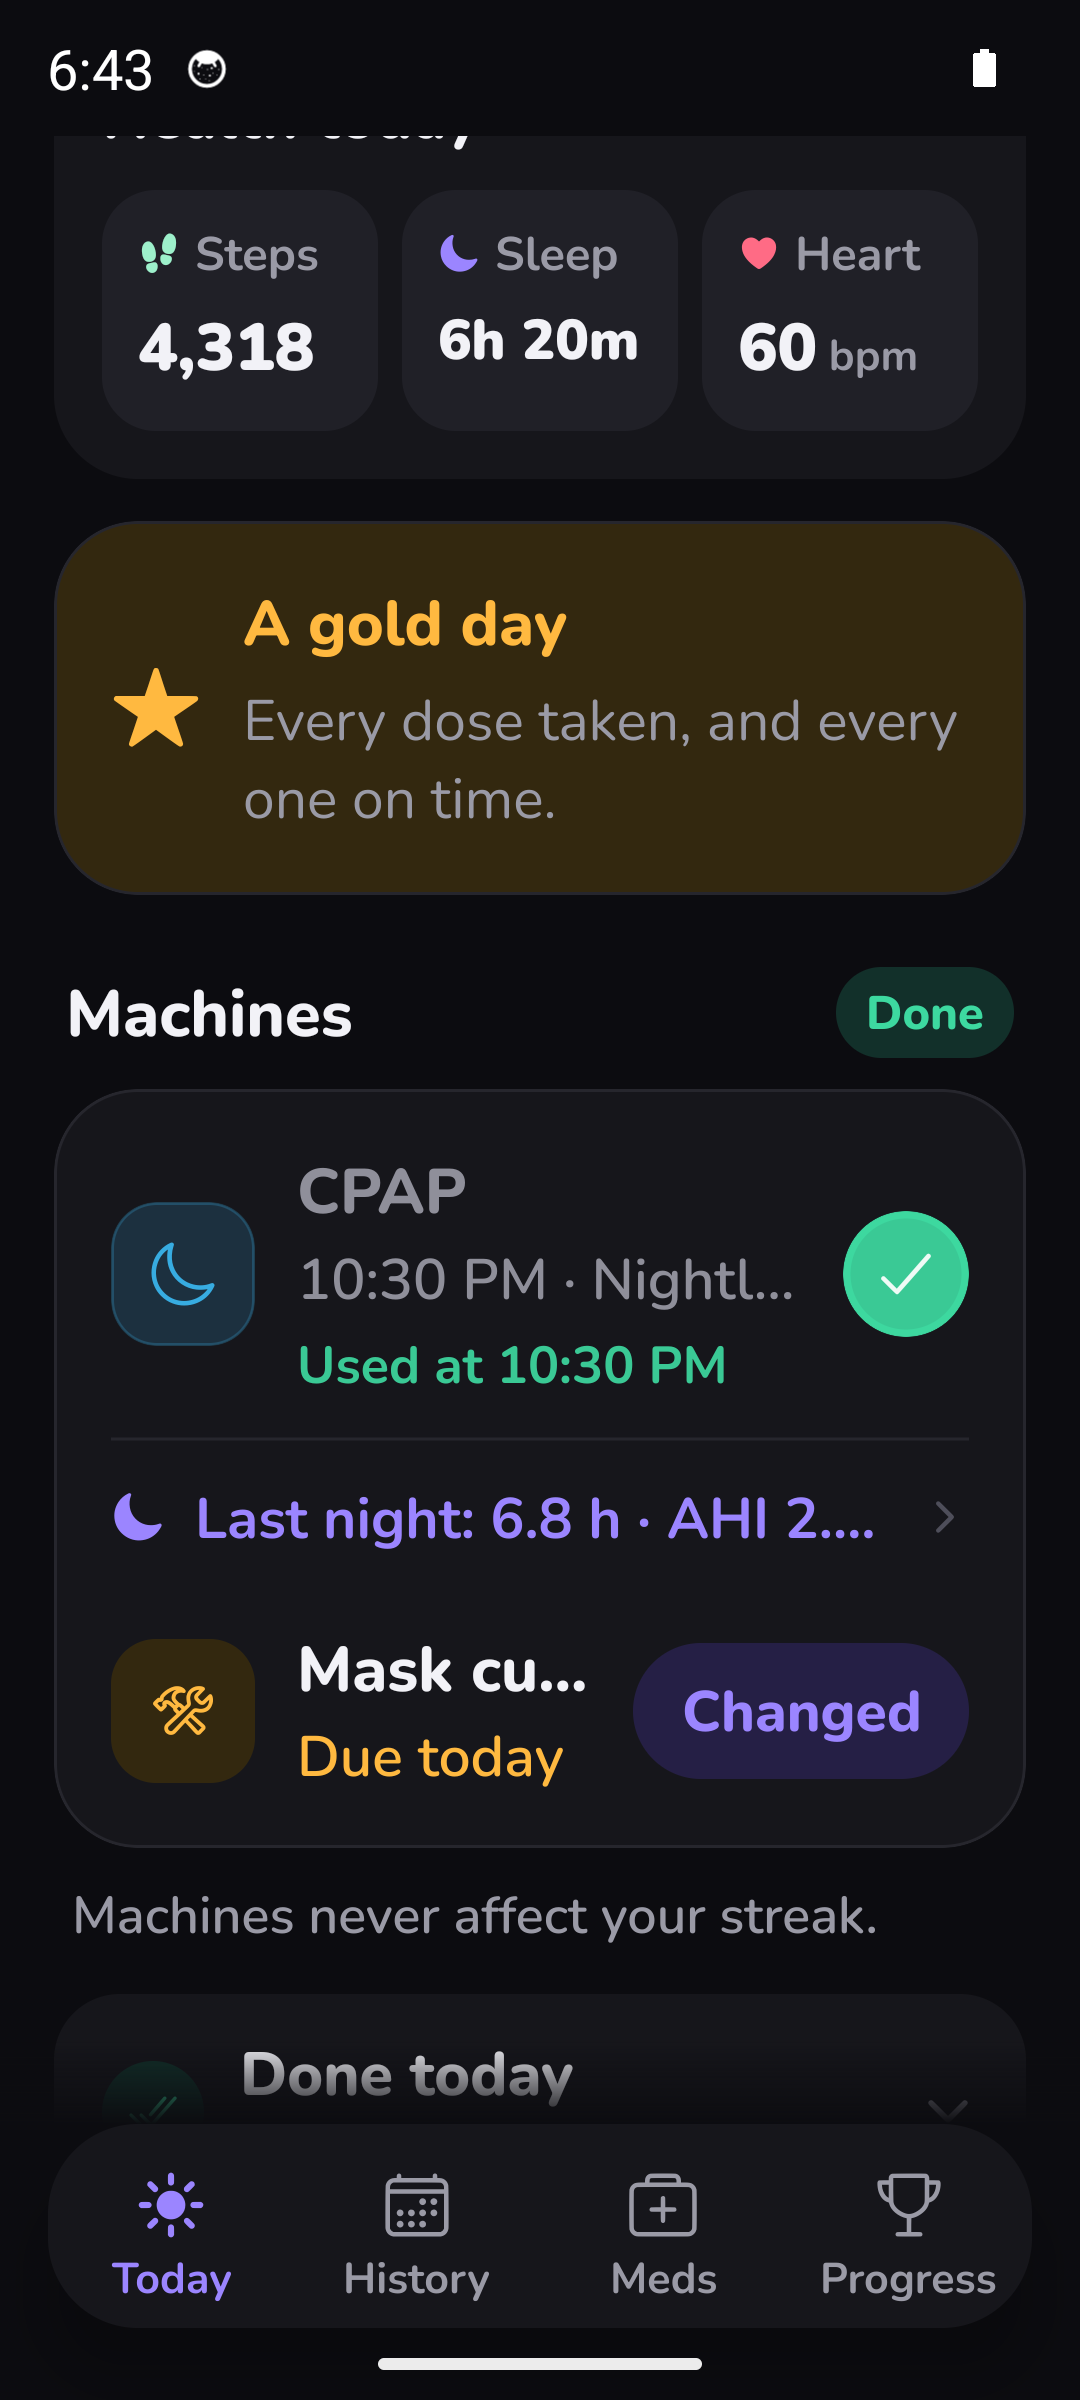 6:43
Health today
Steps
Sleep
Heart
4,318
6h 20m
60 bpm
A gold day
Every dose taken, and every
one on time.
Machines
Done
CPAP
10:30 PM · Nightl...
Used at 10:30 PM
Last night: 6.8 h · AHI 2....
Mask cu...
Changed
Due today
Machines never affect your streak.
Done today
Today
History
Meds
Progress